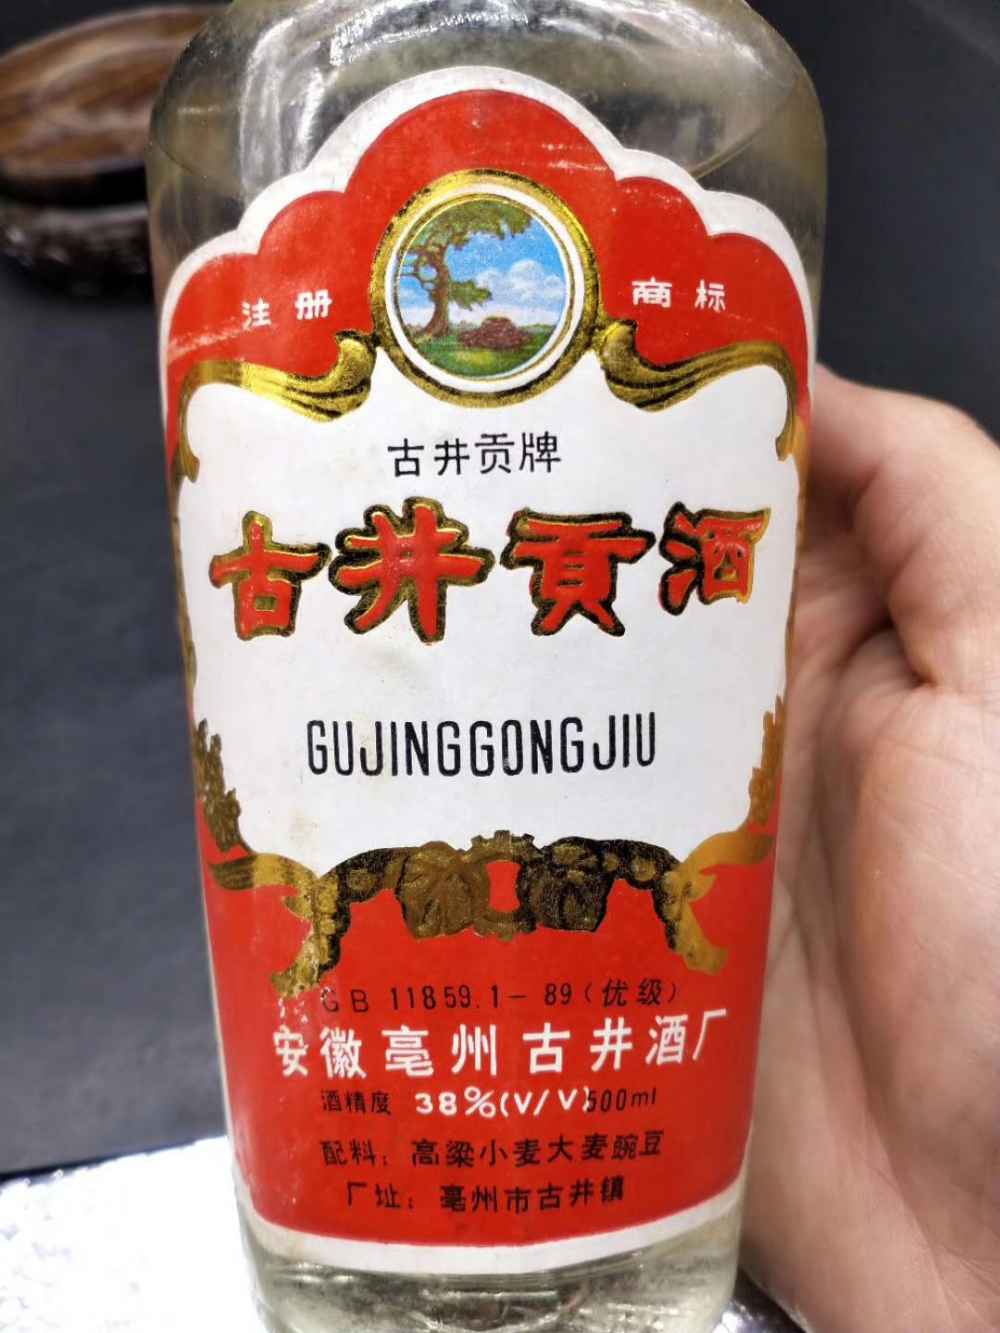 注册 商标
古井贡牌
古井贡酒
GUJINGGONGJIU
GB 11859.1-89(优级)
安徽亳州古井酒厂
酒精度 38%(V/V)500ml
配料：高粱小麦大麦豌豆
厂址：亳州市古井镇